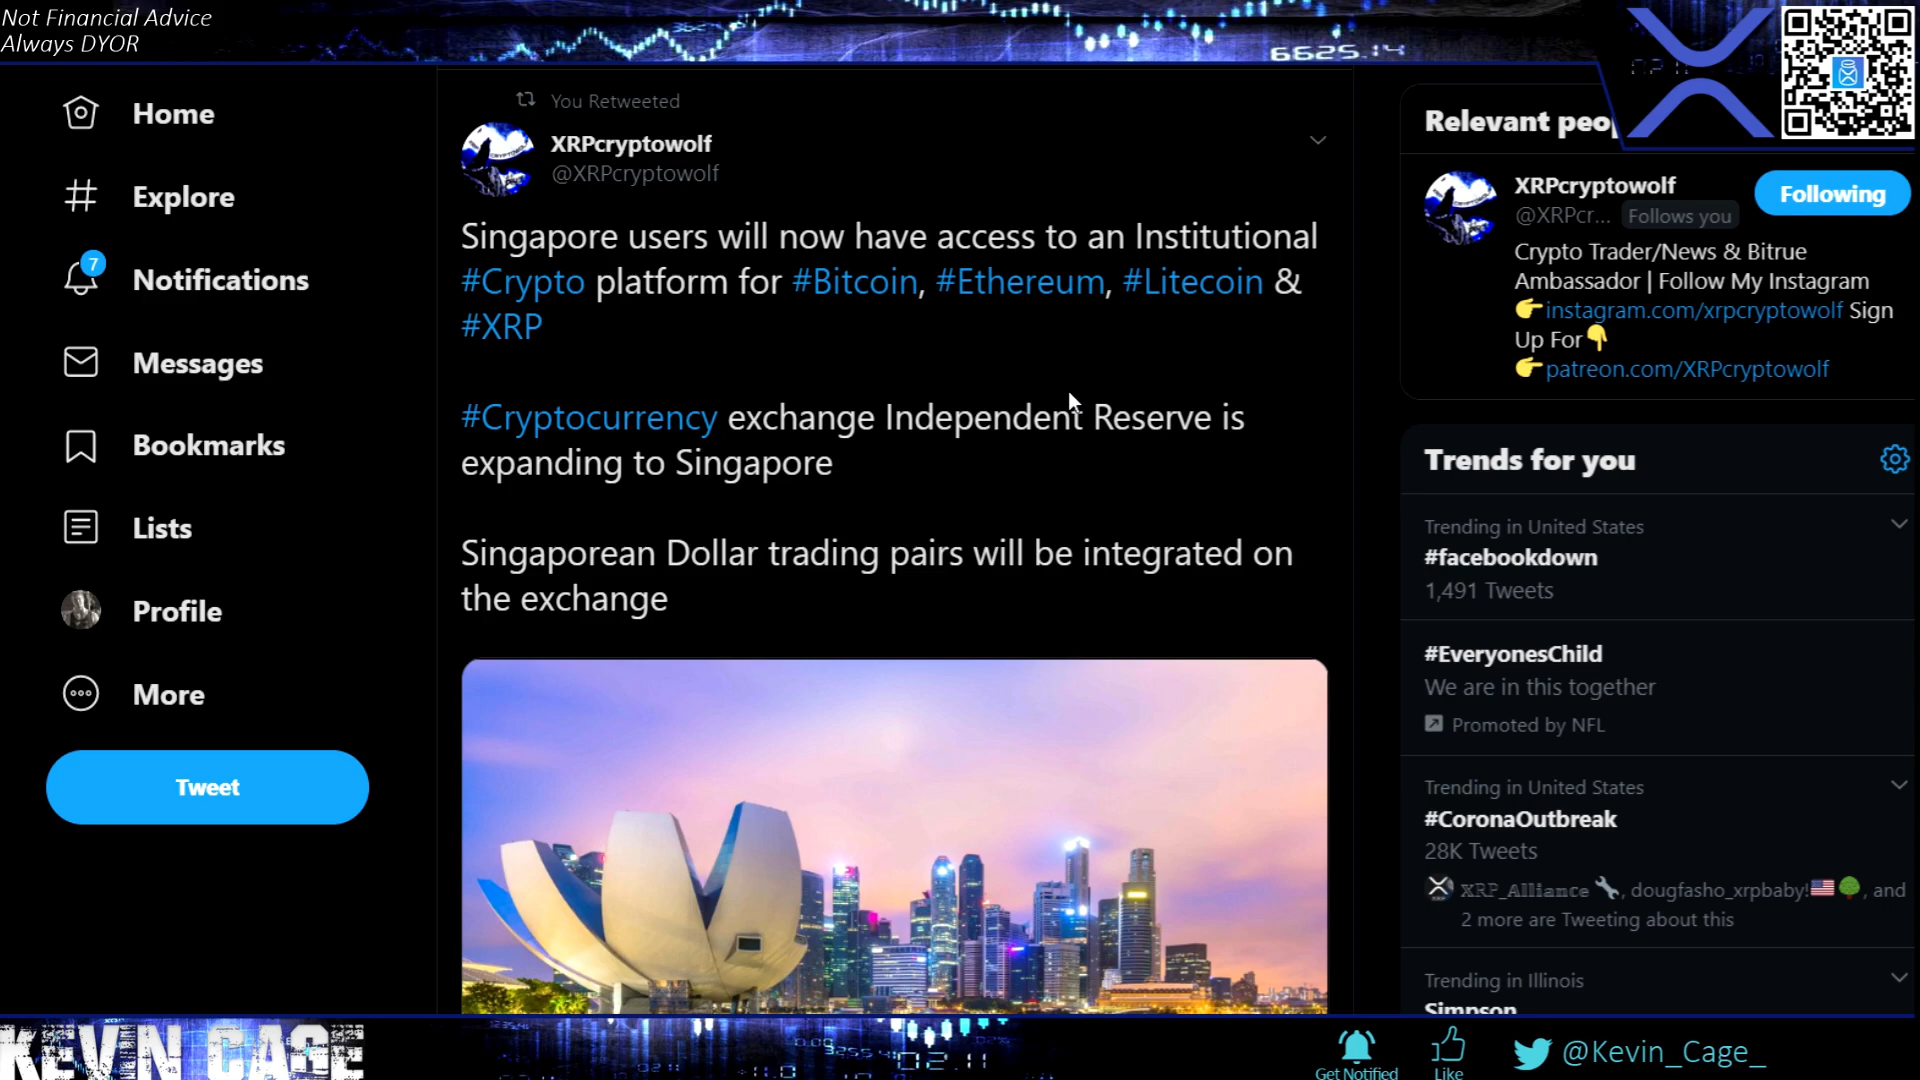 Not Financial Advice
Always DYOR
6625.14
Home
Explore
7
Notifications
Messages
Bookmarks
Lists
Profile
More
Tweet
You Retweeted
XRPcryptowolf
@XRPcryptowolf
Singapore users will now have access to an Institutional
#Crypto platform for #Bitcoin, #Ethereum, #Litecoin &
#XRP
#Cryptocurrency exchange Independent Reserve is
expanding to Singapore
Singaporean Dollar trading pairs will be integrated on
the exchange
Relevant peo
XRPcryptowolf
@XRPcr... Follows you
Following
Crypto Trader/News & Bitrue
Ambassador | Follow My Instagram
👉instagram.com/xrpcryptowolf Sign
Up For👇
👉patreon.com/XRPcryptowolf
Trends for you
Trending in United States
#facebookdown
1,491 Tweets
#EveryonesChild
We are in this together
Promoted by NFL
Trending in United States
#CoronaOutbreak
28K Tweets
XRP_Alliance 🔧, dougfasho_xrpbaby!🇺🇸🌳, and
2 more are Tweeting about this
Trending in Illinois
Simpson
KEVIN CAGE
02.11
Get Notified
Like
@Kevin_Cage_